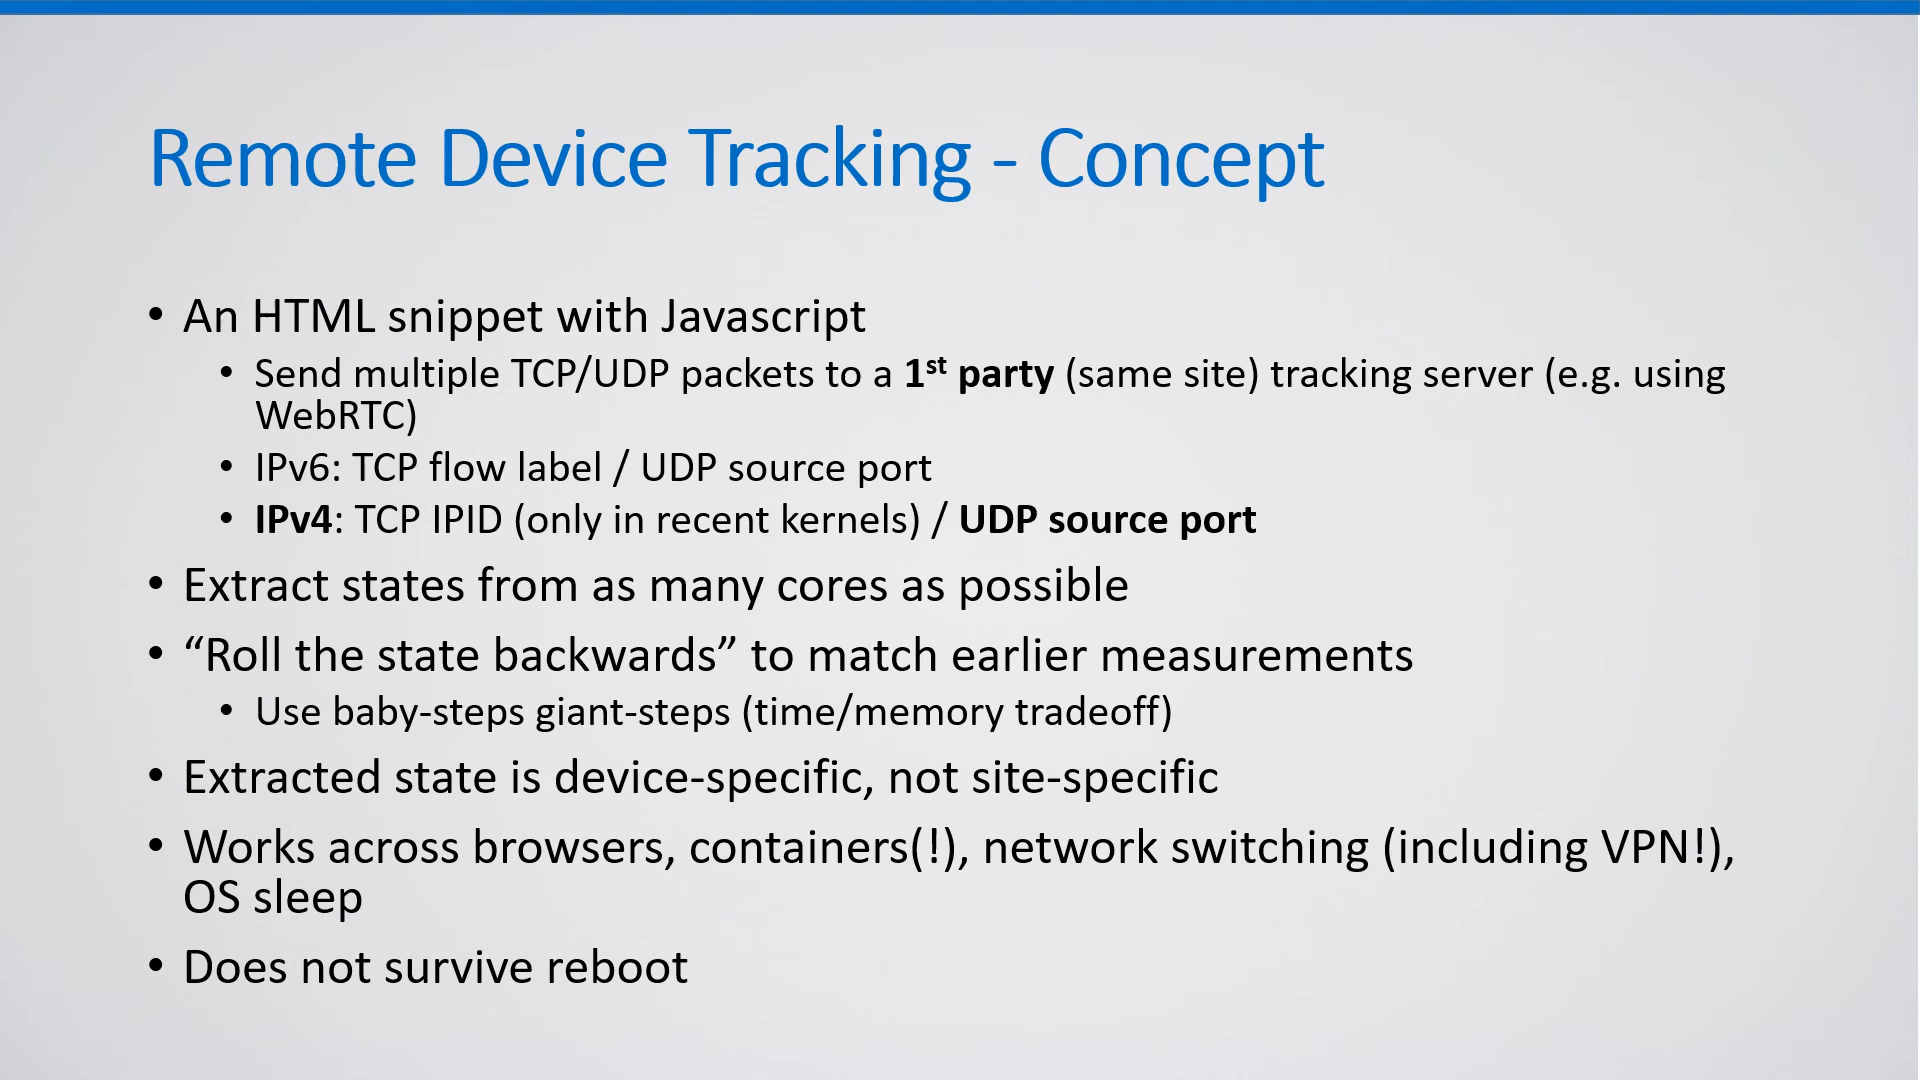 Remote Device Tracking - Concept
• An HTML snippet with Javascript
• Send multiple TCP/UDP packets to a 1st party (same site) tracking server (e.g. using
WebRTC)
• IPv6: TCP flow label / UDP source port
• IPv4: TCP IPID (only in recent kernels) / UDP source port
• Extract states from as many cores as possible
• “Roll the state backwards” to match earlier measurements
• Use baby-steps giant-steps (time/memory tradeoff)
• Extracted state is device-specific, not site-specific
• Works across browsers, containers(!), network switching (including VPN!),
OS sleep
• Does not survive reboot